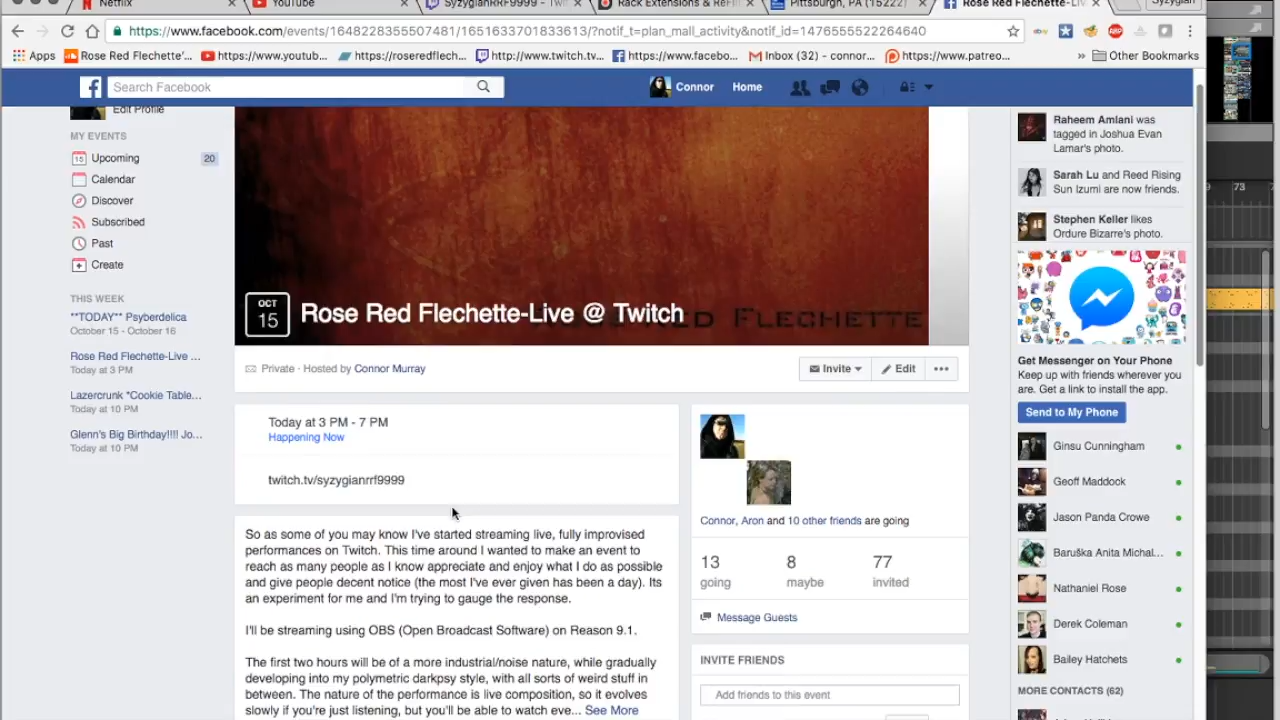 Netflix
YouTube
SyzygianRRF9999 - Twi
Rack Extensions & ReFil
Pittsburgh, PA (15222)
Rose Red Flechette-Li
Syzygian
https://www.facebook.com/events/1648228355507481/1651633701833613/?notif_t=plan_mall_activity&notif_id=1476555522264640
Apps
Rose Red Flechette'...
https://www.youtub...
https://roseredflec...
http://www.twitch.tv...
https://www.facebo...
Inbox (32) - connor...
https://www.patreo...
» Other Bookmarks
Search Facebook
Connor
Home
Edit Profile
MY EVENTS
Upcoming 20
Calendar
Discover
Subscribed
Past
Create
THIS WEEK
**TODAY** Psyberdelica
October 15 - October 16
Rose Red Flechette-Live ...
Today at 3 PM
Lazercrunk "Cookie Table...
Today at 10 PM
Glenn's Big Birthday!!!! Jo...
Today at 10 PM
OCT
15
Rose Red Flechette-Live @ Twitch
FLECHETTE
Private · Hosted by Connor Murray
Invite
Edit
Today at 3 PM - 7 PM
Happening Now
twitch.tv/syzygianrrf9999
So as some of you may know I've started streaming live, fully improvised
performances on Twitch. This time around I wanted to make an event to
reach as many people as I know appreciate and enjoy what I do as possible
and give people decent notice (the most I've ever given has been a day). Its
an experiment for me and I'm trying to gauge the response.
I'll be streaming using OBS (Open Broadcast Software) on Reason 9.1.
The first two hours will be of a more industrial/noise nature, while gradually
developing into my polymetric darkpsy style, with all sorts of weird stuff in
between. The nature of the performance is live composition, so it evolves
slowly if you're just listening, but you'll be able to watch eve... See More
Connor, Aron and 10 other friends are going
13
going
8
maybe
77
invited
Message Guests
INVITE FRIENDS
Add friends to this event
Raheem Amlani was
tagged in Joshua Evan
Lamar's photo.
Sarah Lu and Reed Rising
Sun Izumi are now friends.
Stephen Keller likes
Ordure Bizarre's photo.
Get Messenger on Your Phone
Keep up with friends wherever you
are. Get a link to install the app.
Send to My Phone
Ginsu Cunningham
Geoff Maddock
Jason Panda Crowe
Baruška Anita Michal...
Nathaniel Rose
Derek Coleman
Bailey Hatchets
MORE CONTACTS (62)
73